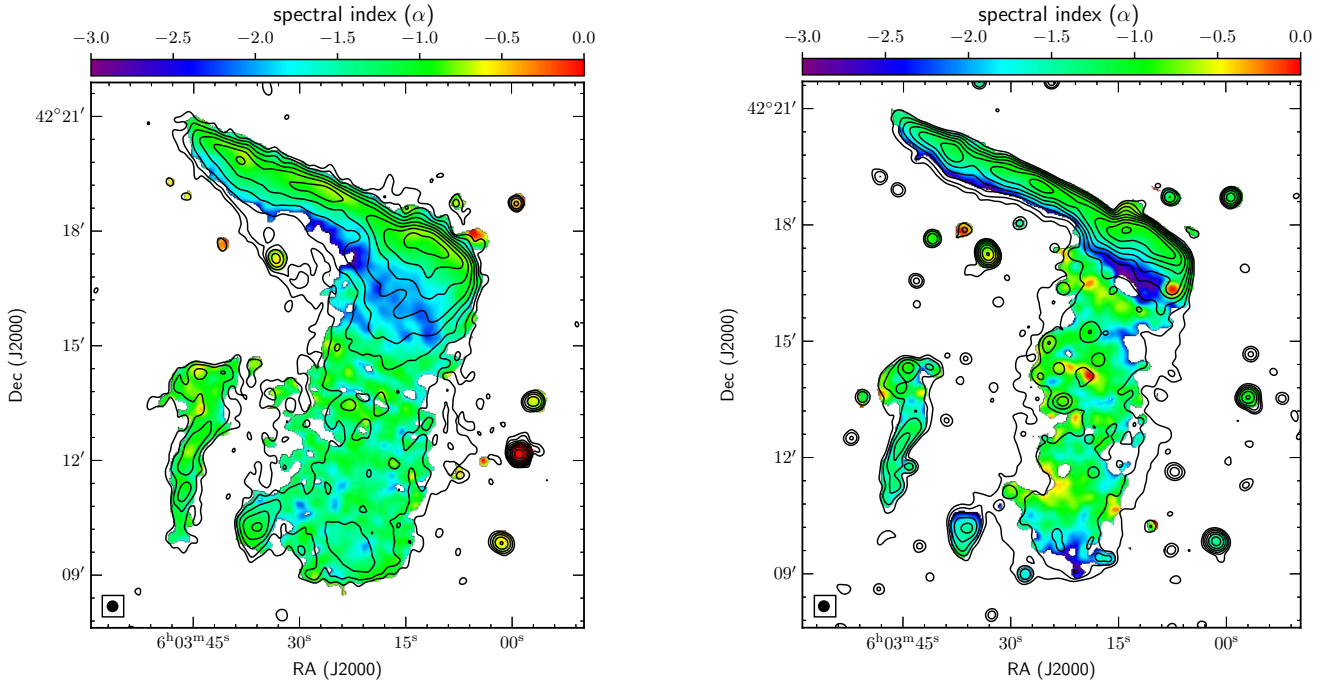 spectral index (α)
−3.0 −2.5 −2.0 −1.5 −1.0 −0.5 0.0
42°21′
18′
15′
12′
09′
Dec (J2000)
6ʰ03ᵐ45ˢ 30ˢ 15ˢ 00ˢ
RA (J2000)
spectral index (α)
−3.0 −2.5 −2.0 −1.5 −1.0 −0.5 0.0
42°21′
18′
15′
12′
09′
Dec (J2000)
6ʰ03ᵐ45ˢ 30ˢ 15ˢ 00ˢ
RA (J2000)